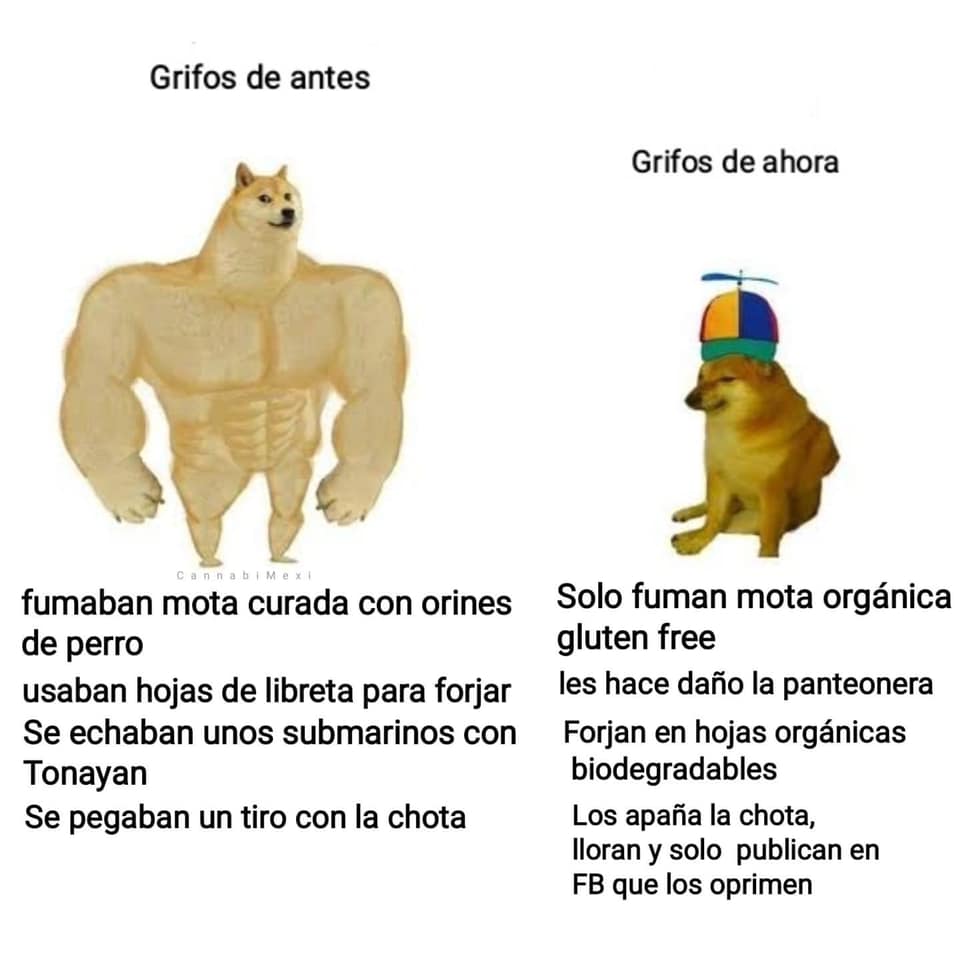 Grifos de antes
Grifos de ahora
CannabiMexi
fumaban mota curada con orines
de perro
usaban hojas de libreta para forjar
Se echaban unos submarinos con
Tonayan
Se pegaban un tiro con la chota
Solo fuman mota orgánica
gluten free
les hace daño la panteonera
Forjan en hojas orgánicas
biodegradables
Los apaña la chota,
lloran y solo publican en
FB que los oprimen